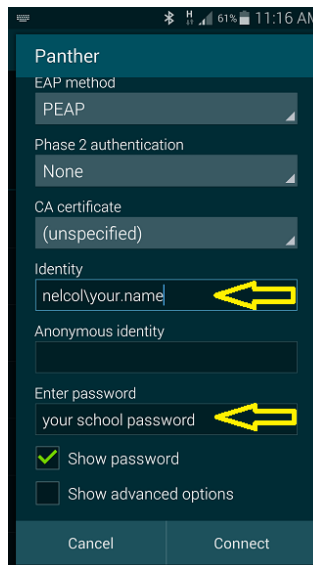 61% 11:16 AM
Panther
EAP method
PEAP
Phase 2 authentication
None
CA certificate
(unspecified)
Identity
nelcol\your.name
Anonymous identity
Enter password
your school password
Show password
Show advanced options
Cancel Connect